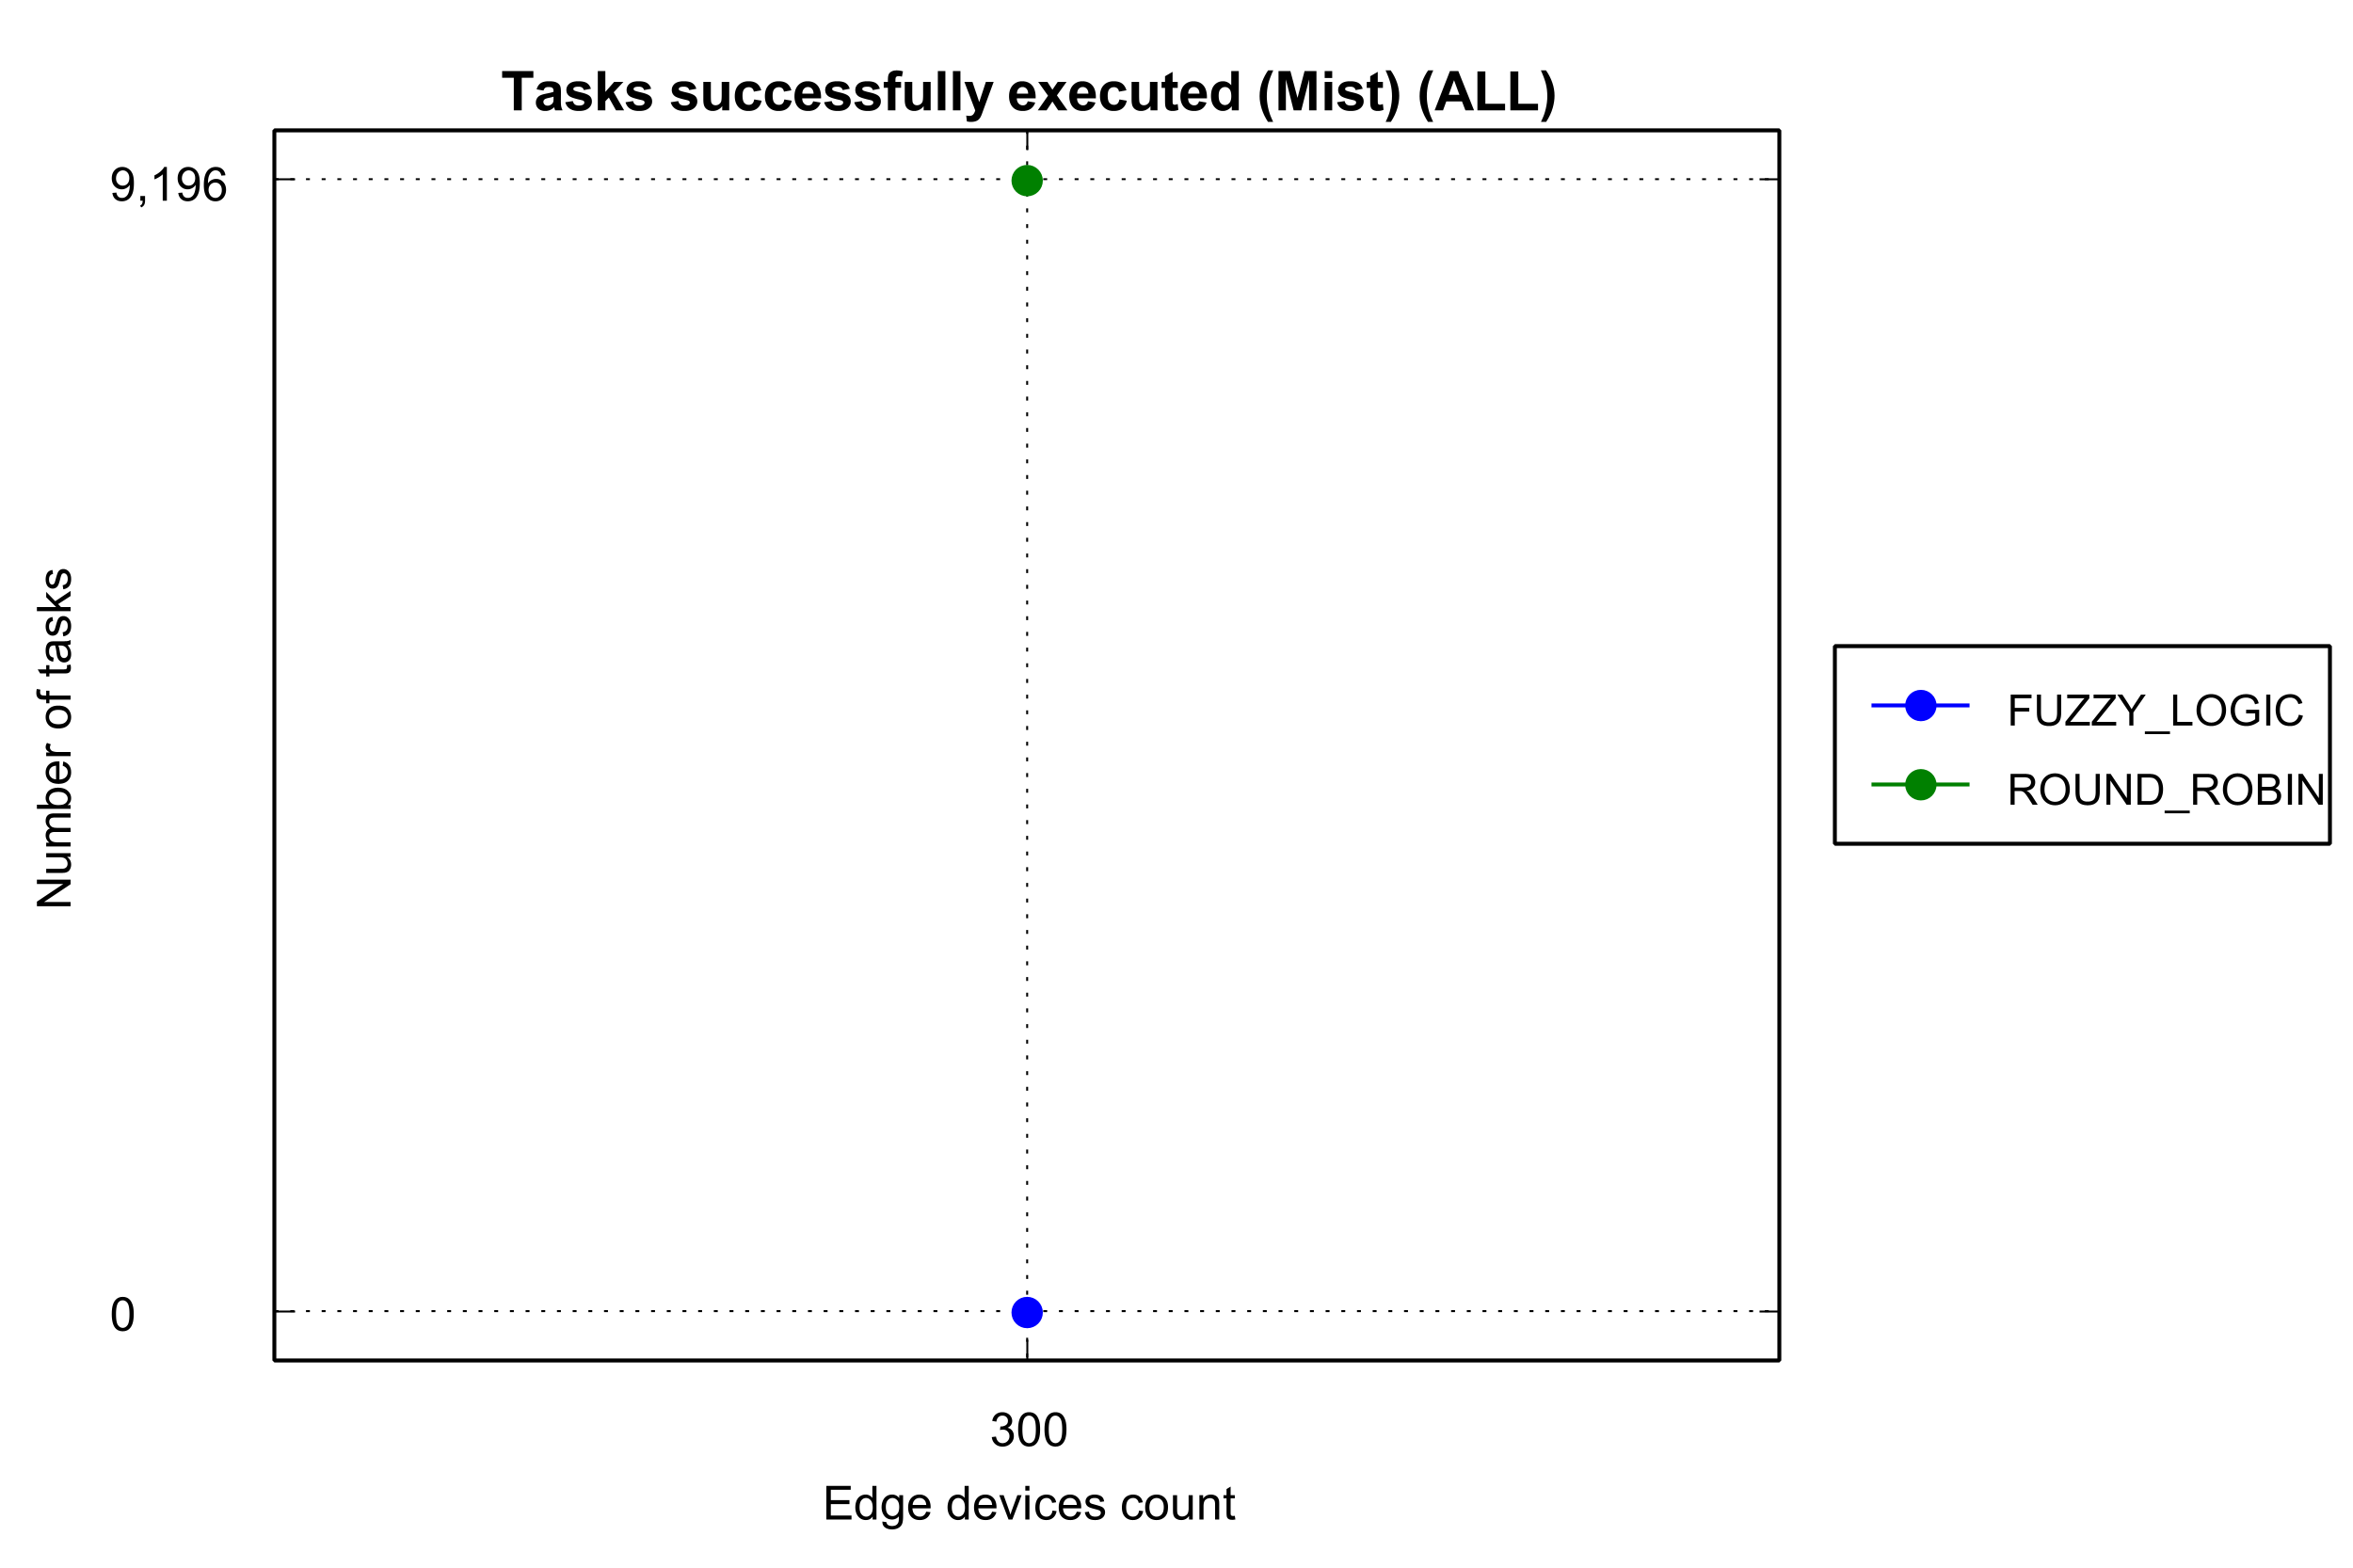 Tasks successfully executed (Mist) (ALL)
9,196
Number of tasks
FUZZY_LOGIC
ROUND_ROBIN
0
300
Edge devices count